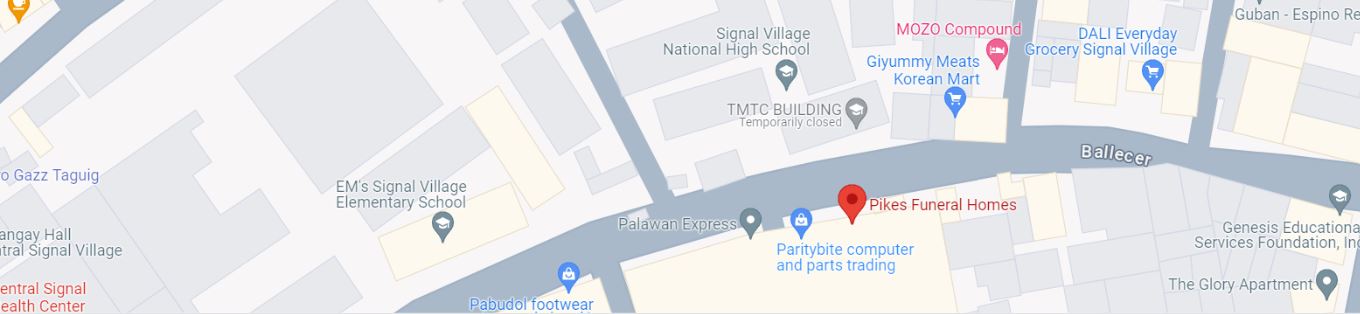 Guban - Espino Re
MOZO Compound
Signal Village
National High School
DALI Everyday
Grocery Signal Village
Giyummy Meats
Korean Mart
TMTC BUILDING
Temporarily closed
Ballecer
o Gazz Taguig
EM's Signal Village
Elementary School
Pikes Funeral Homes
Palawan Express
angay Hall
tral Signal Village
Paritybite computer
and parts trading
Genesis Educational
Services Foundation, Inc
entral Signal
ealth Center
The Glory Apartment
Pabudol footwear